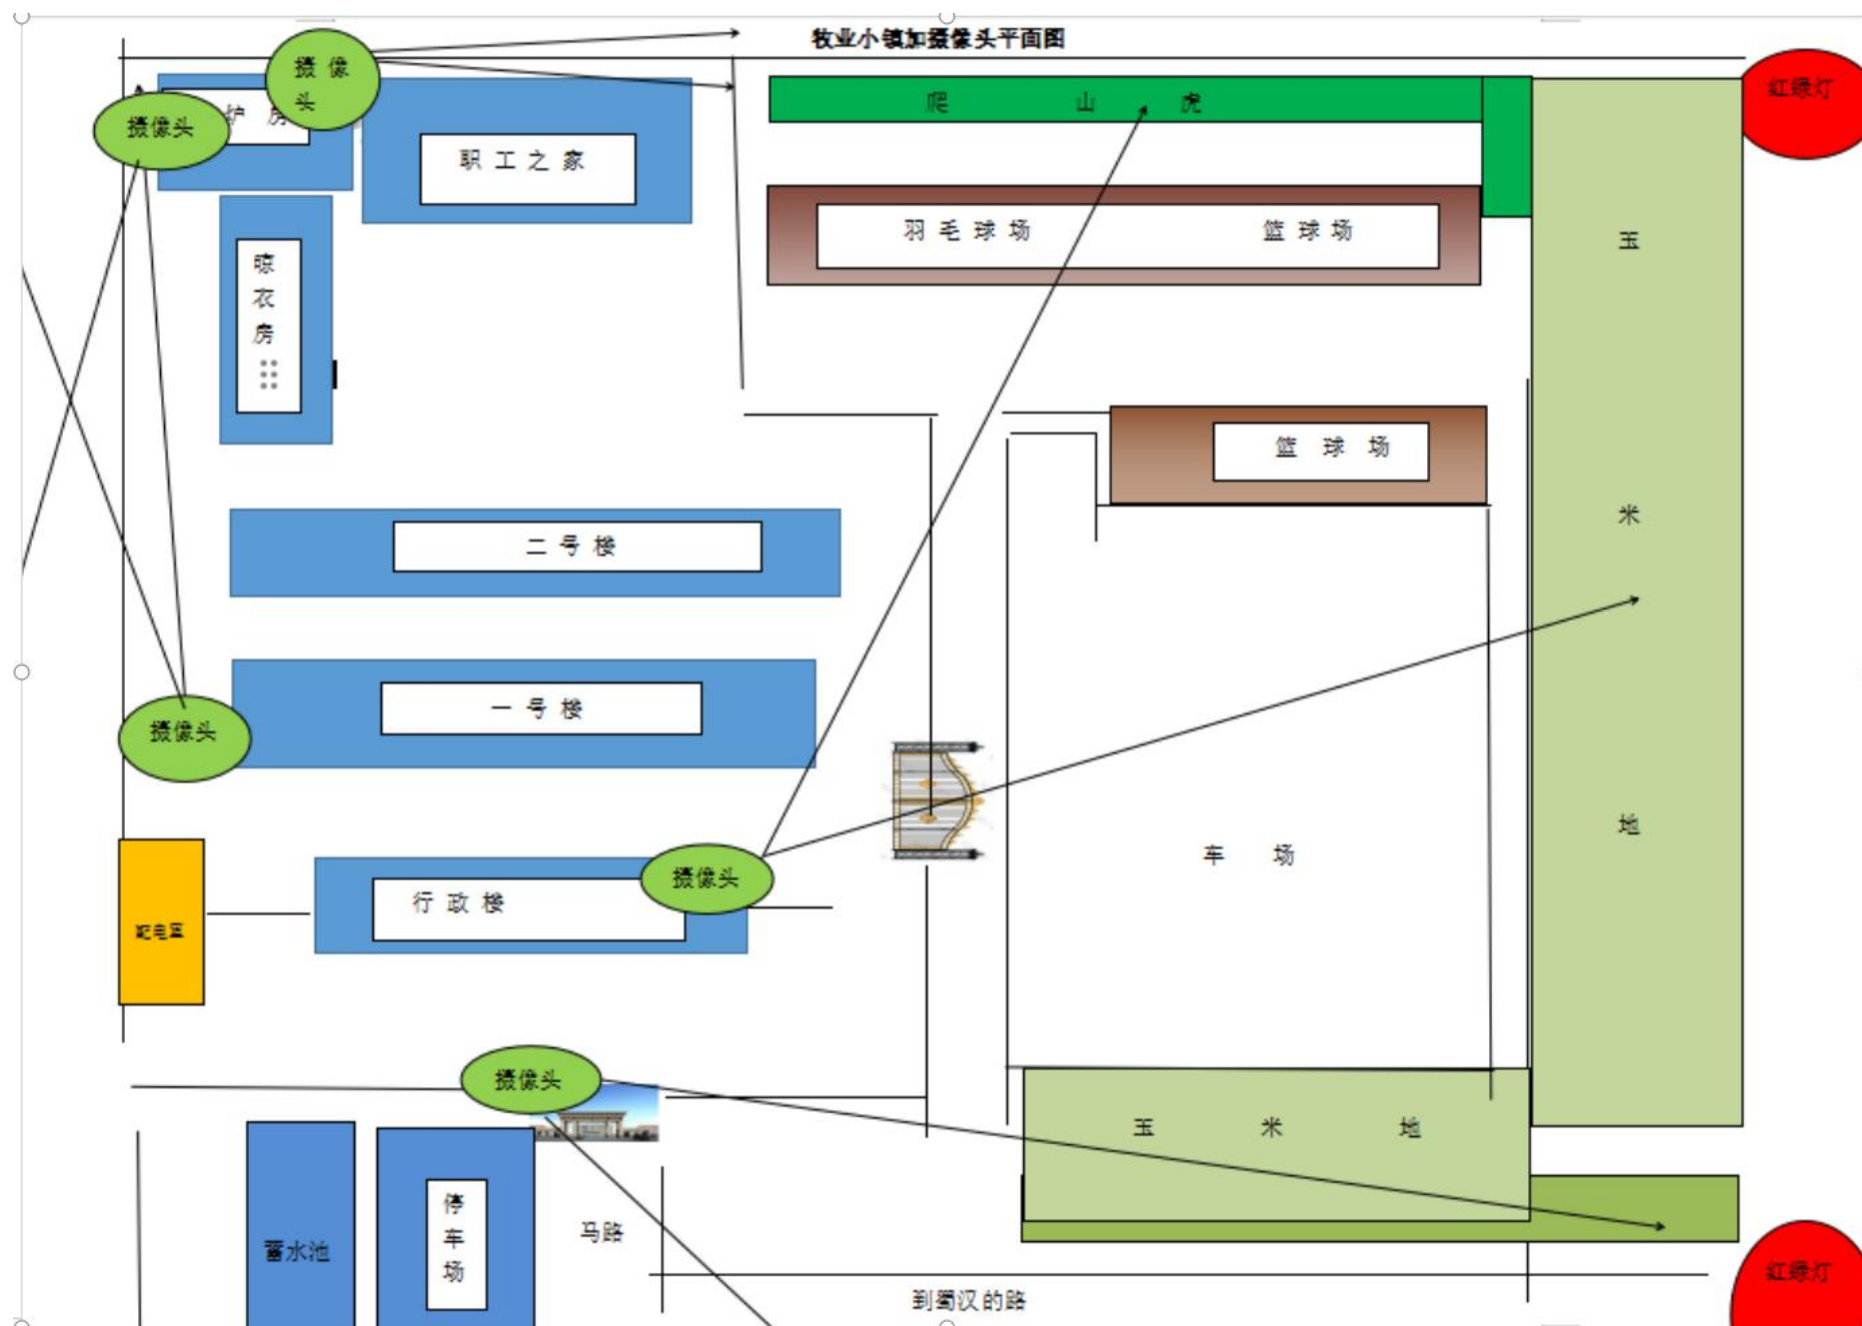 牧业小镇加摄像头平面图
摄像头
红绿灯
摄像头
炉房
爬山虎
职工之家
羽毛球场 篮球场
玉米地
晾衣房
篮球场
二号楼
一号楼
摄像头
车场
摄像头
行政楼
配电室
摄像头
玉米地
停车场
马路
蓄水池
红绿灯
到蜀汉的路